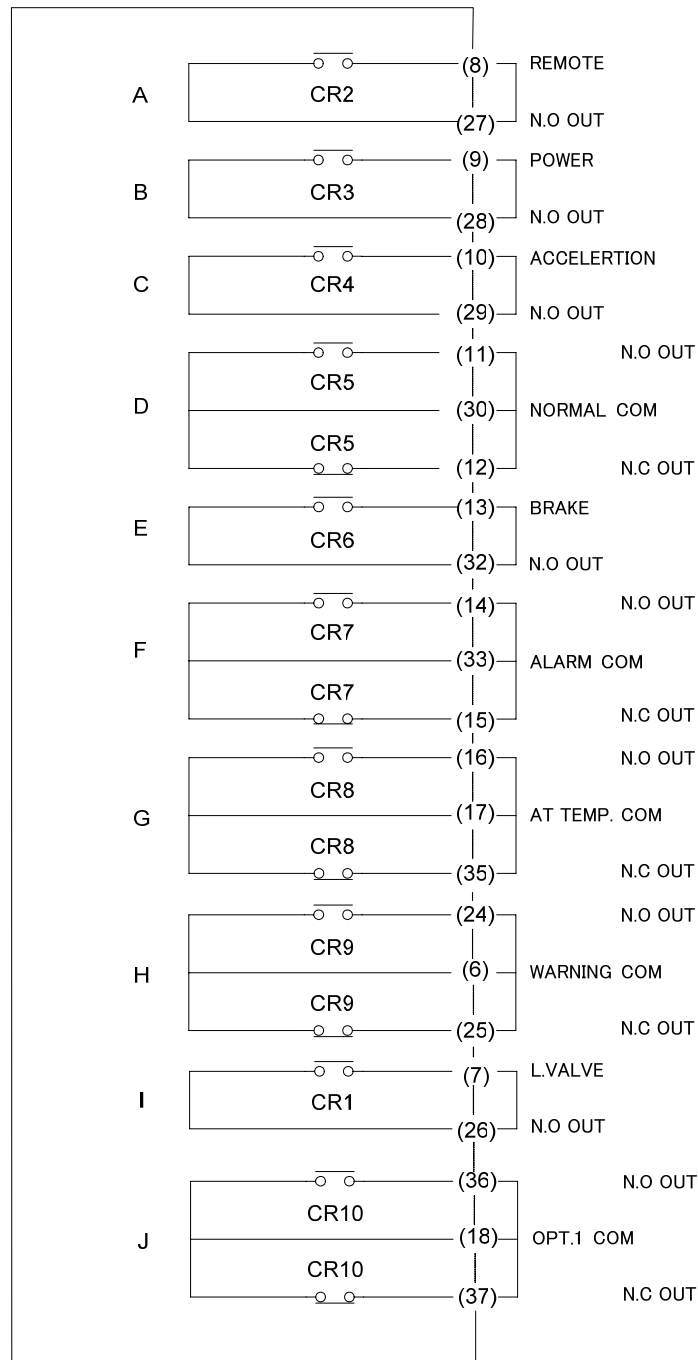 (8) REMOTE
A
CR2
(27) N.O OUT
(9) POWER
B CR3
(28) N.O OUT
(10) ACCELERTION
C CR4
(29) N.O OUT
(11) N.O OUT
CR5
D (30) NORMAL COM
CR5
(12) N.C OUT
(13) BRAKE
E
CR6
(32) N.O OUT
(14) N.O OUT
CR7
F (33) ALARM COM
CR7
(15) N.C OUT
(16) N.O OUT
CR8
G (17) AT TEMP. COM
CR8
(35) N.C OUT
(24) N.O OUT
CR9
H (6) WARNING COM
CR9
(25) N.C OUT
(7) L.VALVE
I CR1
(26) N.O OUT
(36) N.O OUT
CR10
J (18) OPT.1 COM
CR10
(37) N.C OUT